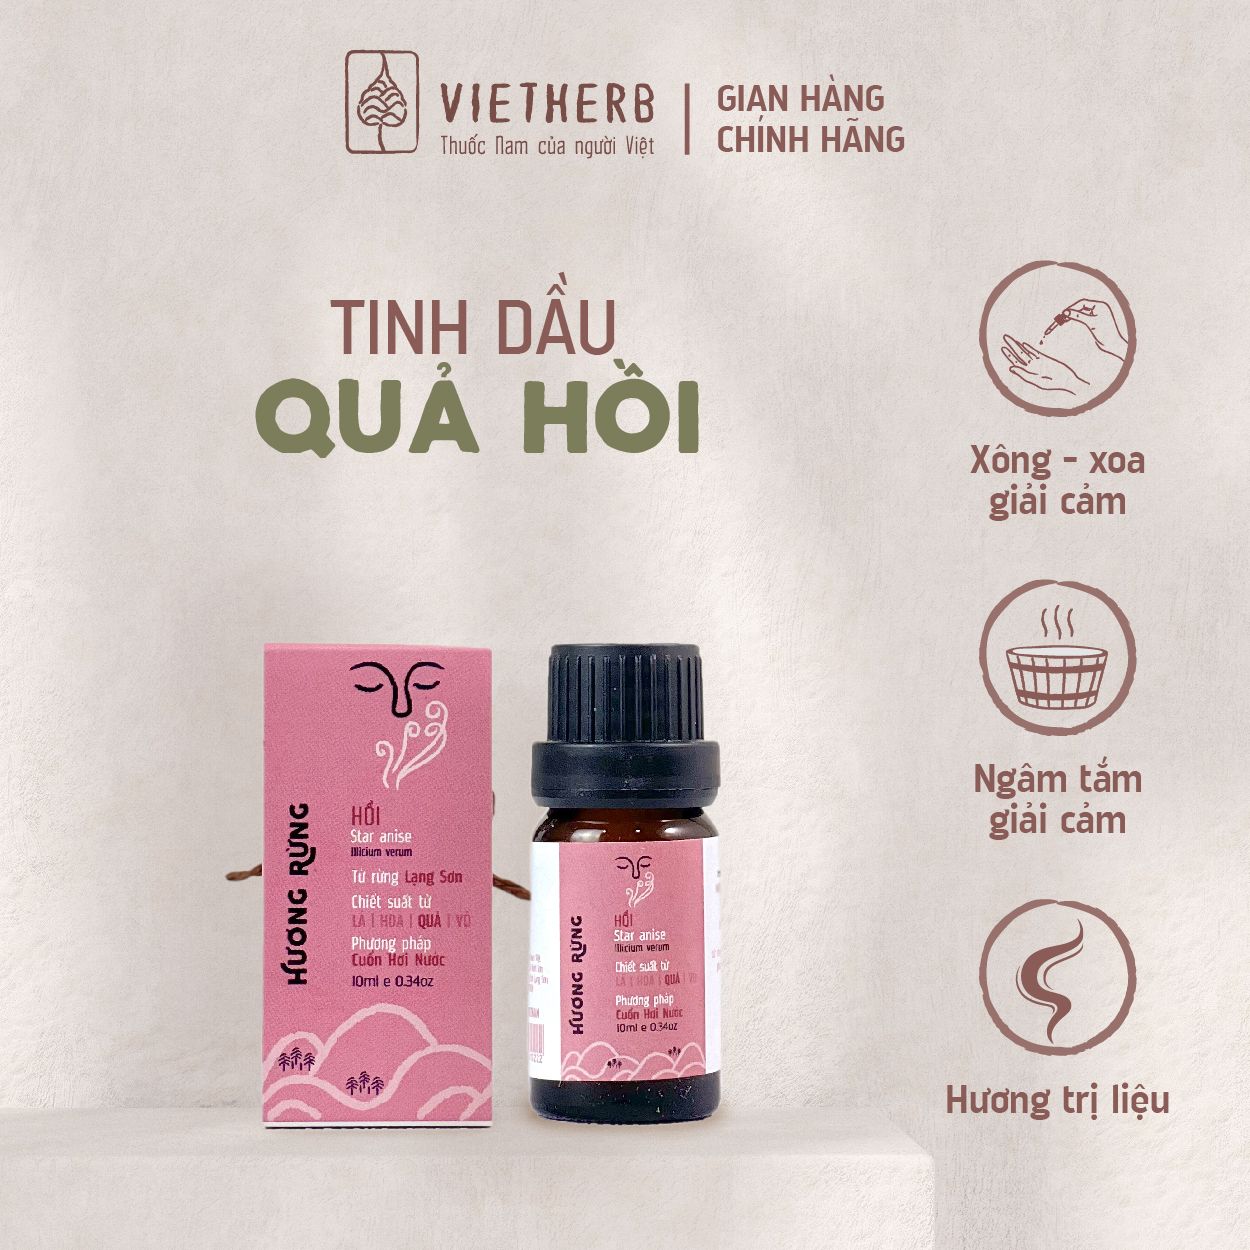 VIETHERB
Thuốc Nam của người Việt
GIAN HÀNG
CHÍNH HÃNG
TINH DẦU
QUẢ HỒI
Xông - xoa
giải cảm
Ngâm tắm
giải cảm
Hương trị liệu
HƯƠNG RỪNG
HỒI
Star anise
Illicium verum
Từ rừng Lạng Sơn
Chiết suất từ
LÁ | HOA | QUẢ | VỎ
Phương pháp
Cuốn Hơi Nước
10ml e 0.34oz
HƯƠNG RỪNG
HỒI
Star anise
Illicium verum
Chiết suất từ
LÁ | HOA | QUẢ | VỎ
Phương pháp
Cuốn Hơi Nước
10ml e 0.34oz